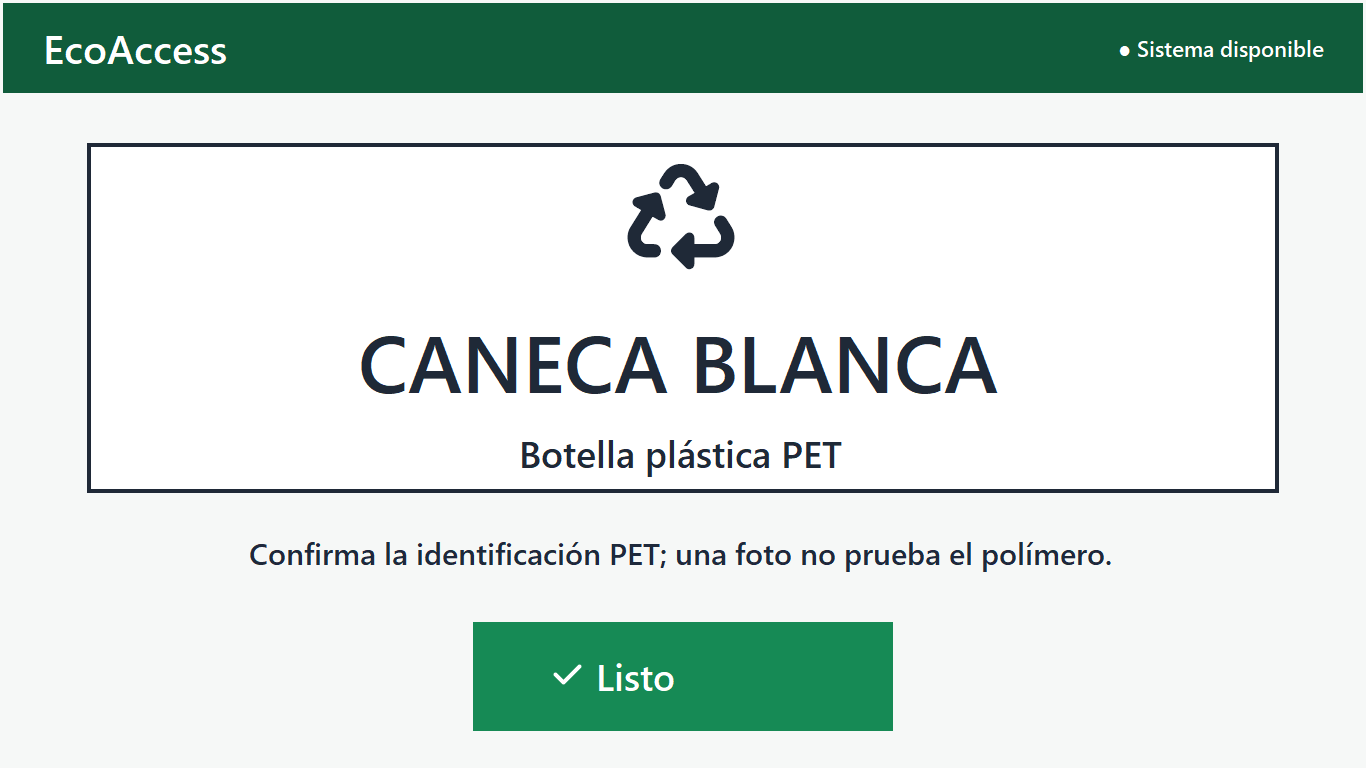 EcoAccess
● Sistema disponible
CANECA BLANCA
Botella plástica PET
Confirma la identificación PET; una foto no prueba el polímero.
Listo